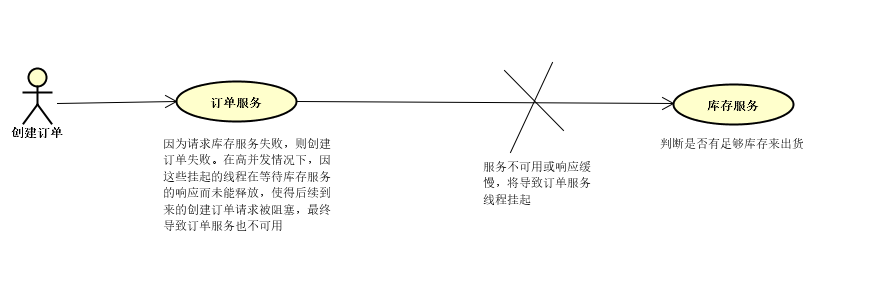 创建订单
订单服务
因为请求库存服务失败，则创建
订单失败。在高并发情况下，因
这些挂起的线程在等待库存服务
的响应而未能释放，使得后续到
来的创建订单请求被阻塞，最终
导致订单服务也不可用
服务不可用或响应缓
慢，将导致订单服务
线程挂起
库存服务
判断是否有足够库存来出货